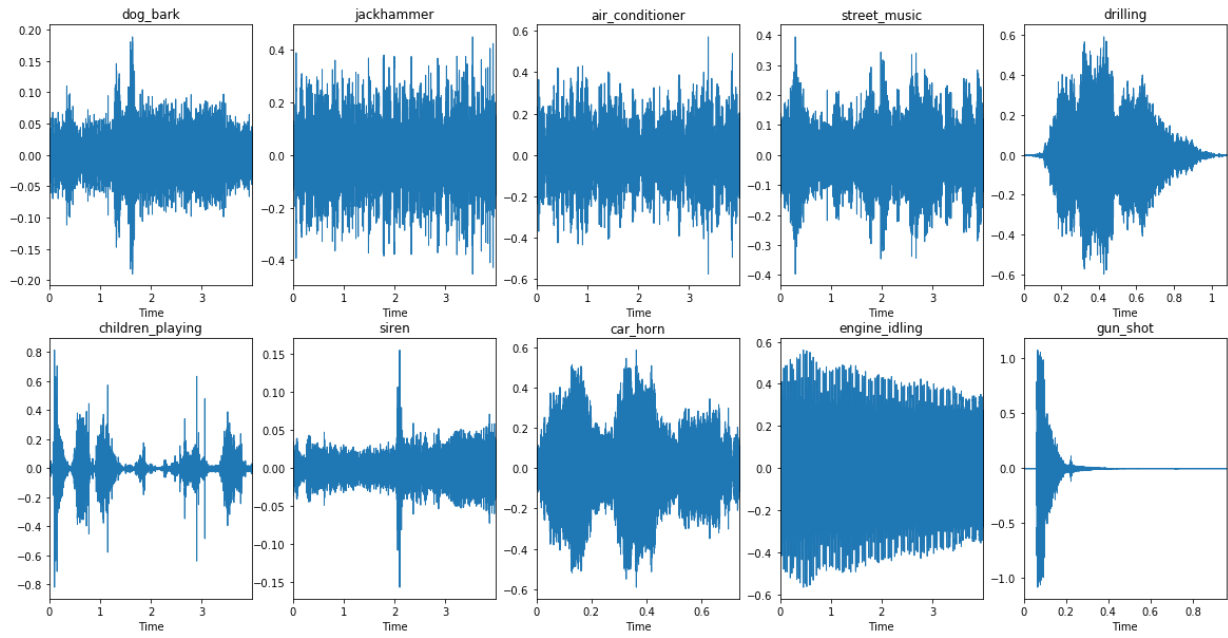 dog_bark
0.20
0.15
0.10
0.05
0.00
−0.05
−0.10
−0.15
−0.20
0 1 2 3
Time
jackhammer
0.4
0.2
0.0
−0.2
−0.4
0 1 2 3
Time
air_conditioner
0.6
0.4
0.2
0.0
−0.2
−0.4
−0.6
0 1 2 3
Time
street_music
0.4
0.3
0.2
0.1
0.0
−0.1
−0.2
−0.3
−0.4
0 1 2 3
Time
drilling
0.6
0.4
0.2
0.0
−0.2
−0.4
−0.6
0 0.2 0.4 0.6 0.8 1
Time
children_playing
0.8
0.6
0.4
0.2
0.0
−0.2
−0.4
−0.6
−0.8
0 1 2 3
Time
siren
0.15
0.10
0.05
0.00
−0.05
−0.10
−0.15
0 1 2 3
Time
car_horn
0.6
0.4
0.2
0.0
−0.2
−0.4
−0.6
0 0.2 0.4 0.6
Time
engine_idling
0.6
0.4
0.2
0.0
−0.2
−0.4
−0.6
0 1 2 3
Time
gun_shot
1.0
0.5
0.0
−0.5
−1.0
0 0.2 0.4 0.6 0.8
Time